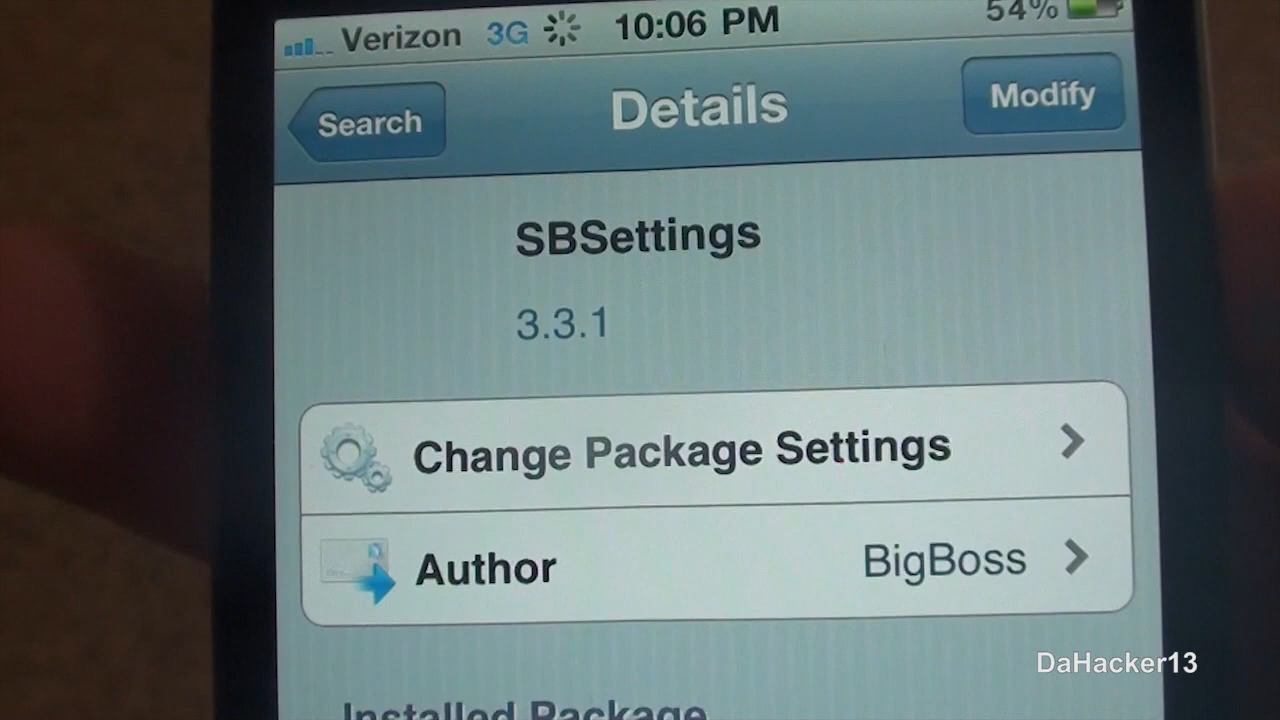 Verizon 3G 10:06 PM 54%
Search Details Modify
SBSettings
3.3.1
Change Package Settings
Author BigBoss
DaHacker13
Installed Package